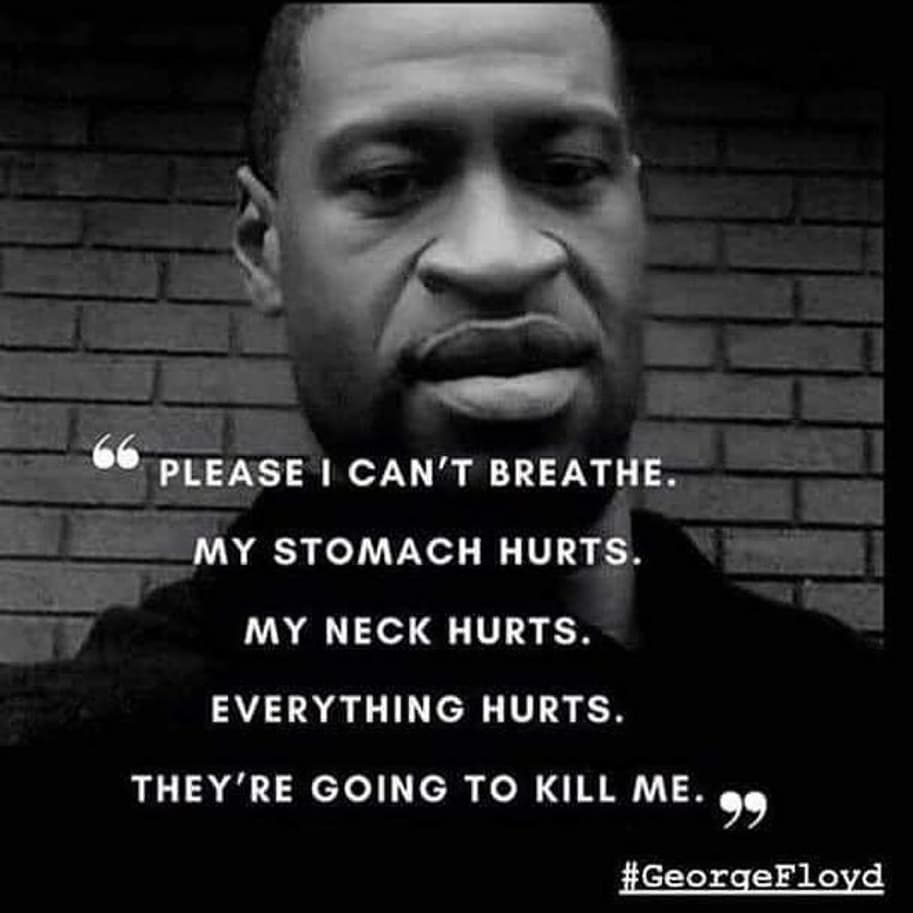 “ PLEASE I CAN’T BREATHE.
MY STOMACH HURTS.
MY NECK HURTS.
EVERYTHING HURTS.
THEY’RE GOING TO KILL ME. ”
#GeorgeFloyd